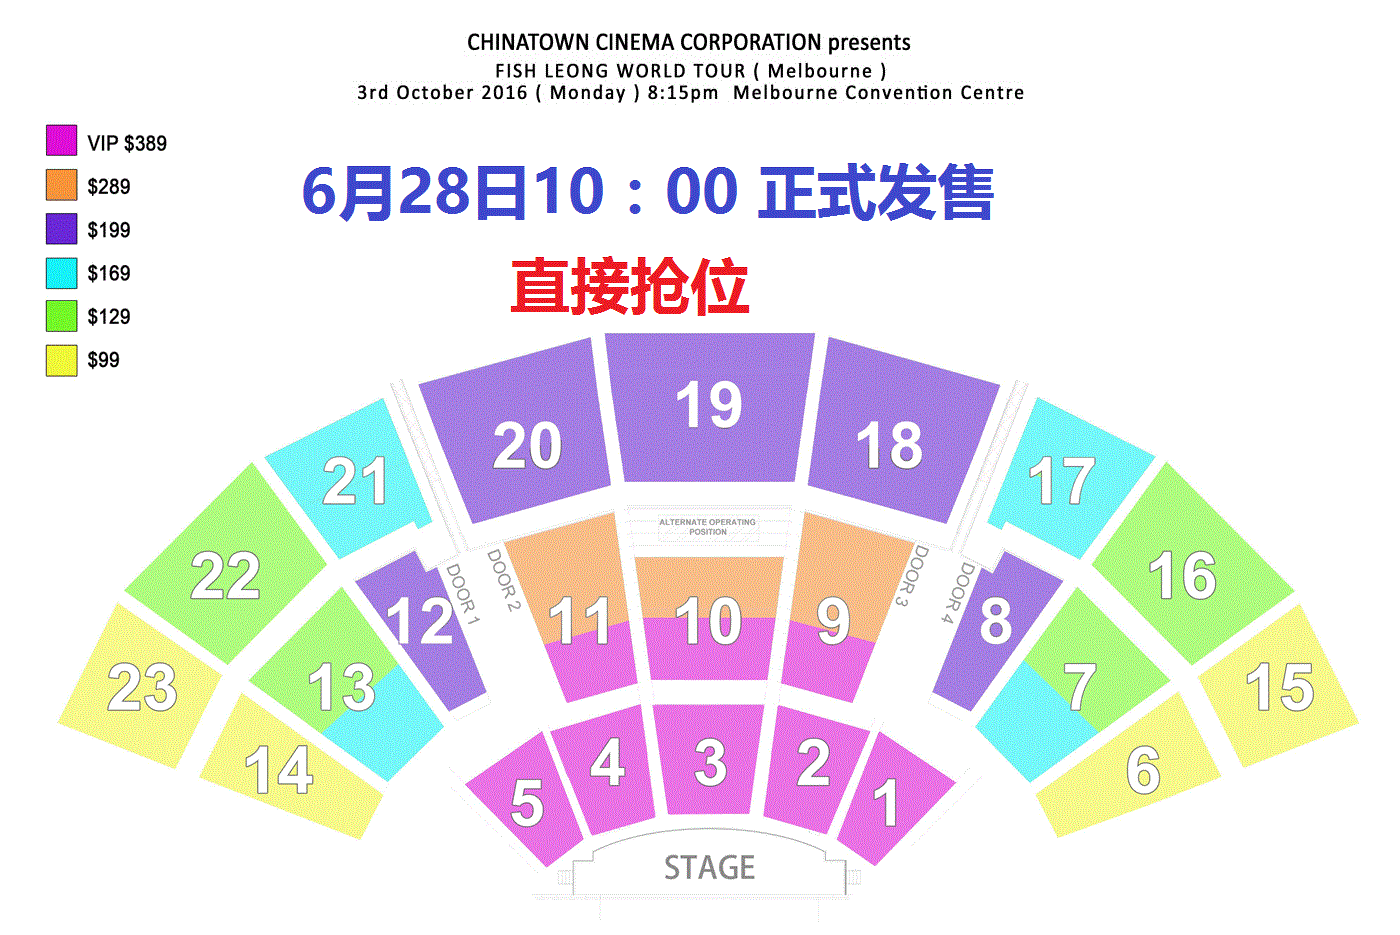 CHINATOWN CINEMA CORPORATION presents
FISH LEONG WORLD TOUR ( Melbourne )
3rd October 2016 ( Monday ) 8:15pm  Melbourne Convention Centre
VIP $389
$289
$199
$169
$129
$99
6月28日10：00 正式发售
直接抢位
19
20
18
21
17
ALTERNATE OPERATING
POSITION
22
16
DOOR 1
DOOR 2
DOOR 3
DOOR 4
12
11
10
9
8
23
13
7
15
14
6
5
4
3
2
1
STAGE